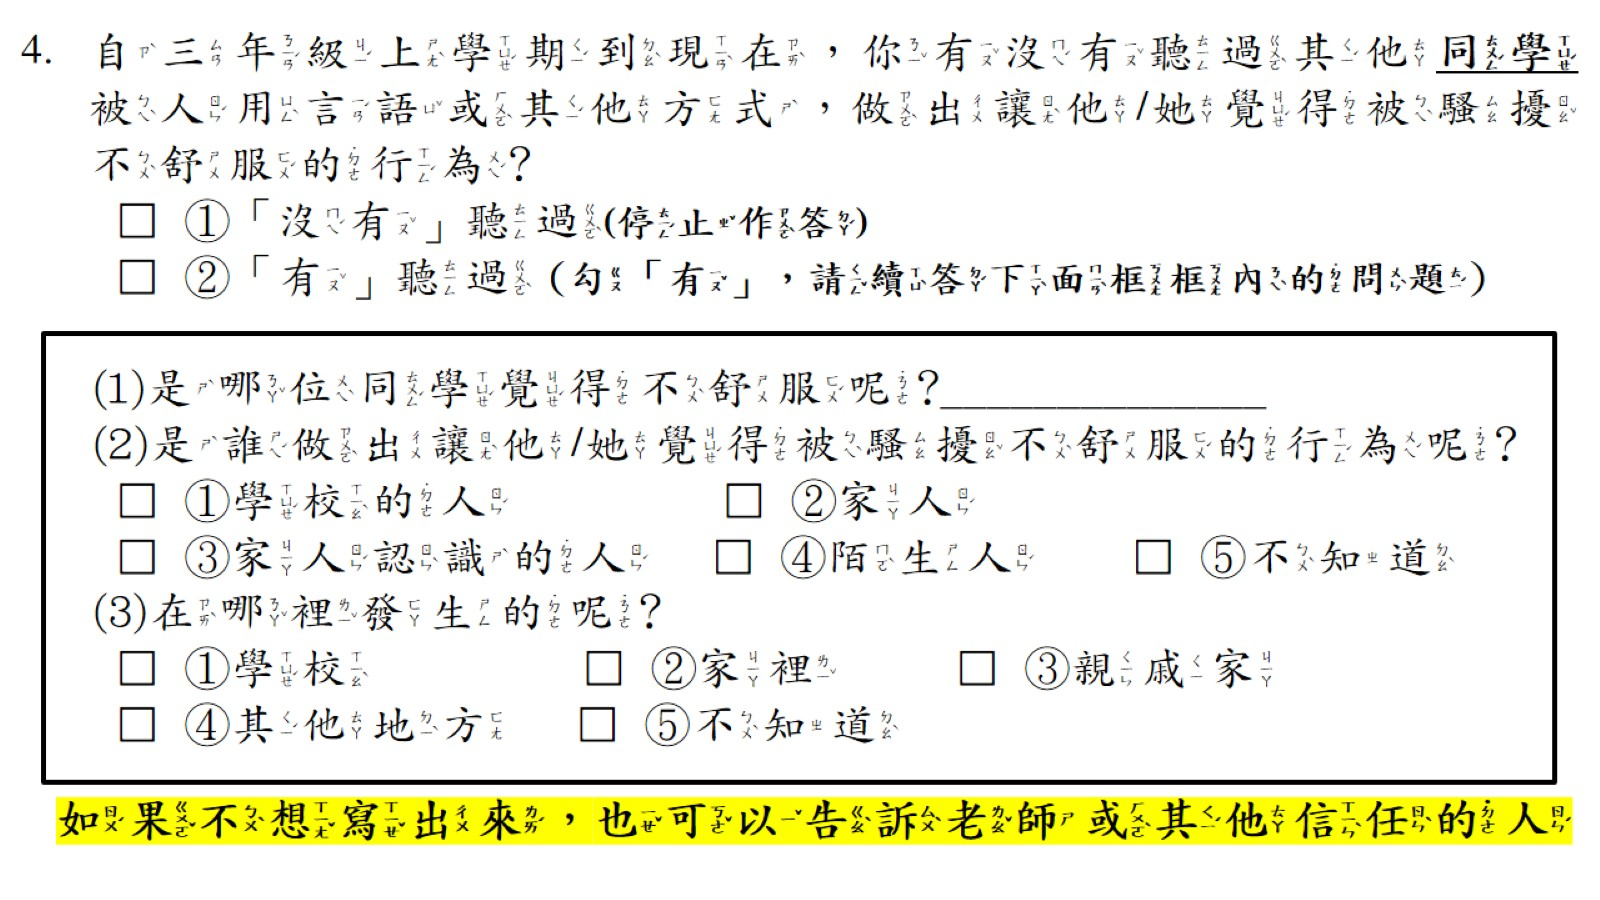 4. 自三年級上學期到現在，你有沒有聽過其他同學
被人用言語或其他方式，做出讓他/她覺得被騷擾
不舒服的行為？
□ ①「沒有」聽過(停止作答)
□ ②「有」聽過（勾「有」，請續答下面框框內的問題）
(1)是哪位同學覺得不舒服呢？______________
(2)是誰做出讓他/她覺得被騷擾不舒服的行為呢？
□ ①學校的人 □ ②家人
□ ③家人認識的人 □ ④陌生人 □ ⑤不知道
(3)在哪裡發生的呢？
□ ①學校 □ ②家裡 □ ③親戚家
□ ④其他地方 □ ⑤不知道
如果不想寫出來，也可以告訴老師或其他信任的人